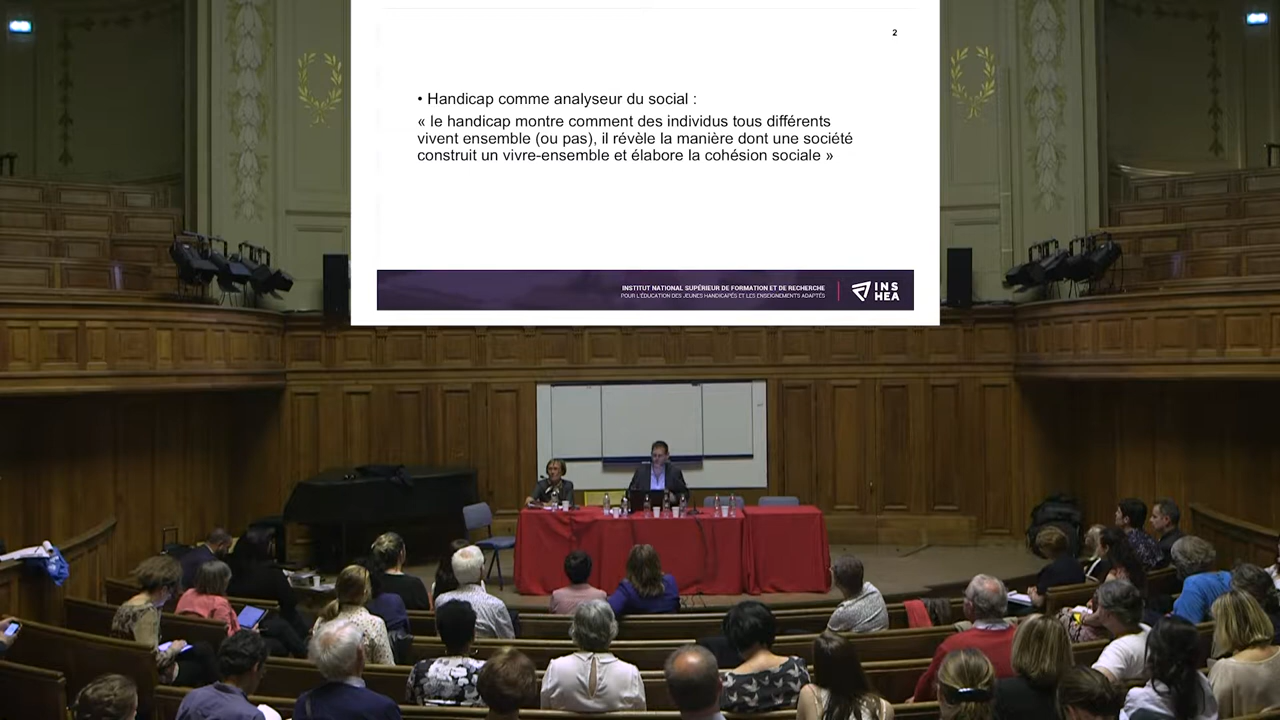 2
• Handicap comme analyseur du social :
« le handicap montre comment des individus tous différents
vivent ensemble (ou pas), il révèle la manière dont une société
construit un vivre-ensemble et élabore la cohésion sociale »
INSTITUT NATIONAL SUPÉRIEUR DE FORMATION ET DE RECHERCHE
POUR L'ÉDUCATION DES JEUNES HANDICAPÉS ET LES ENSEIGNEMENTS ADAPTÉS
INS
HEA